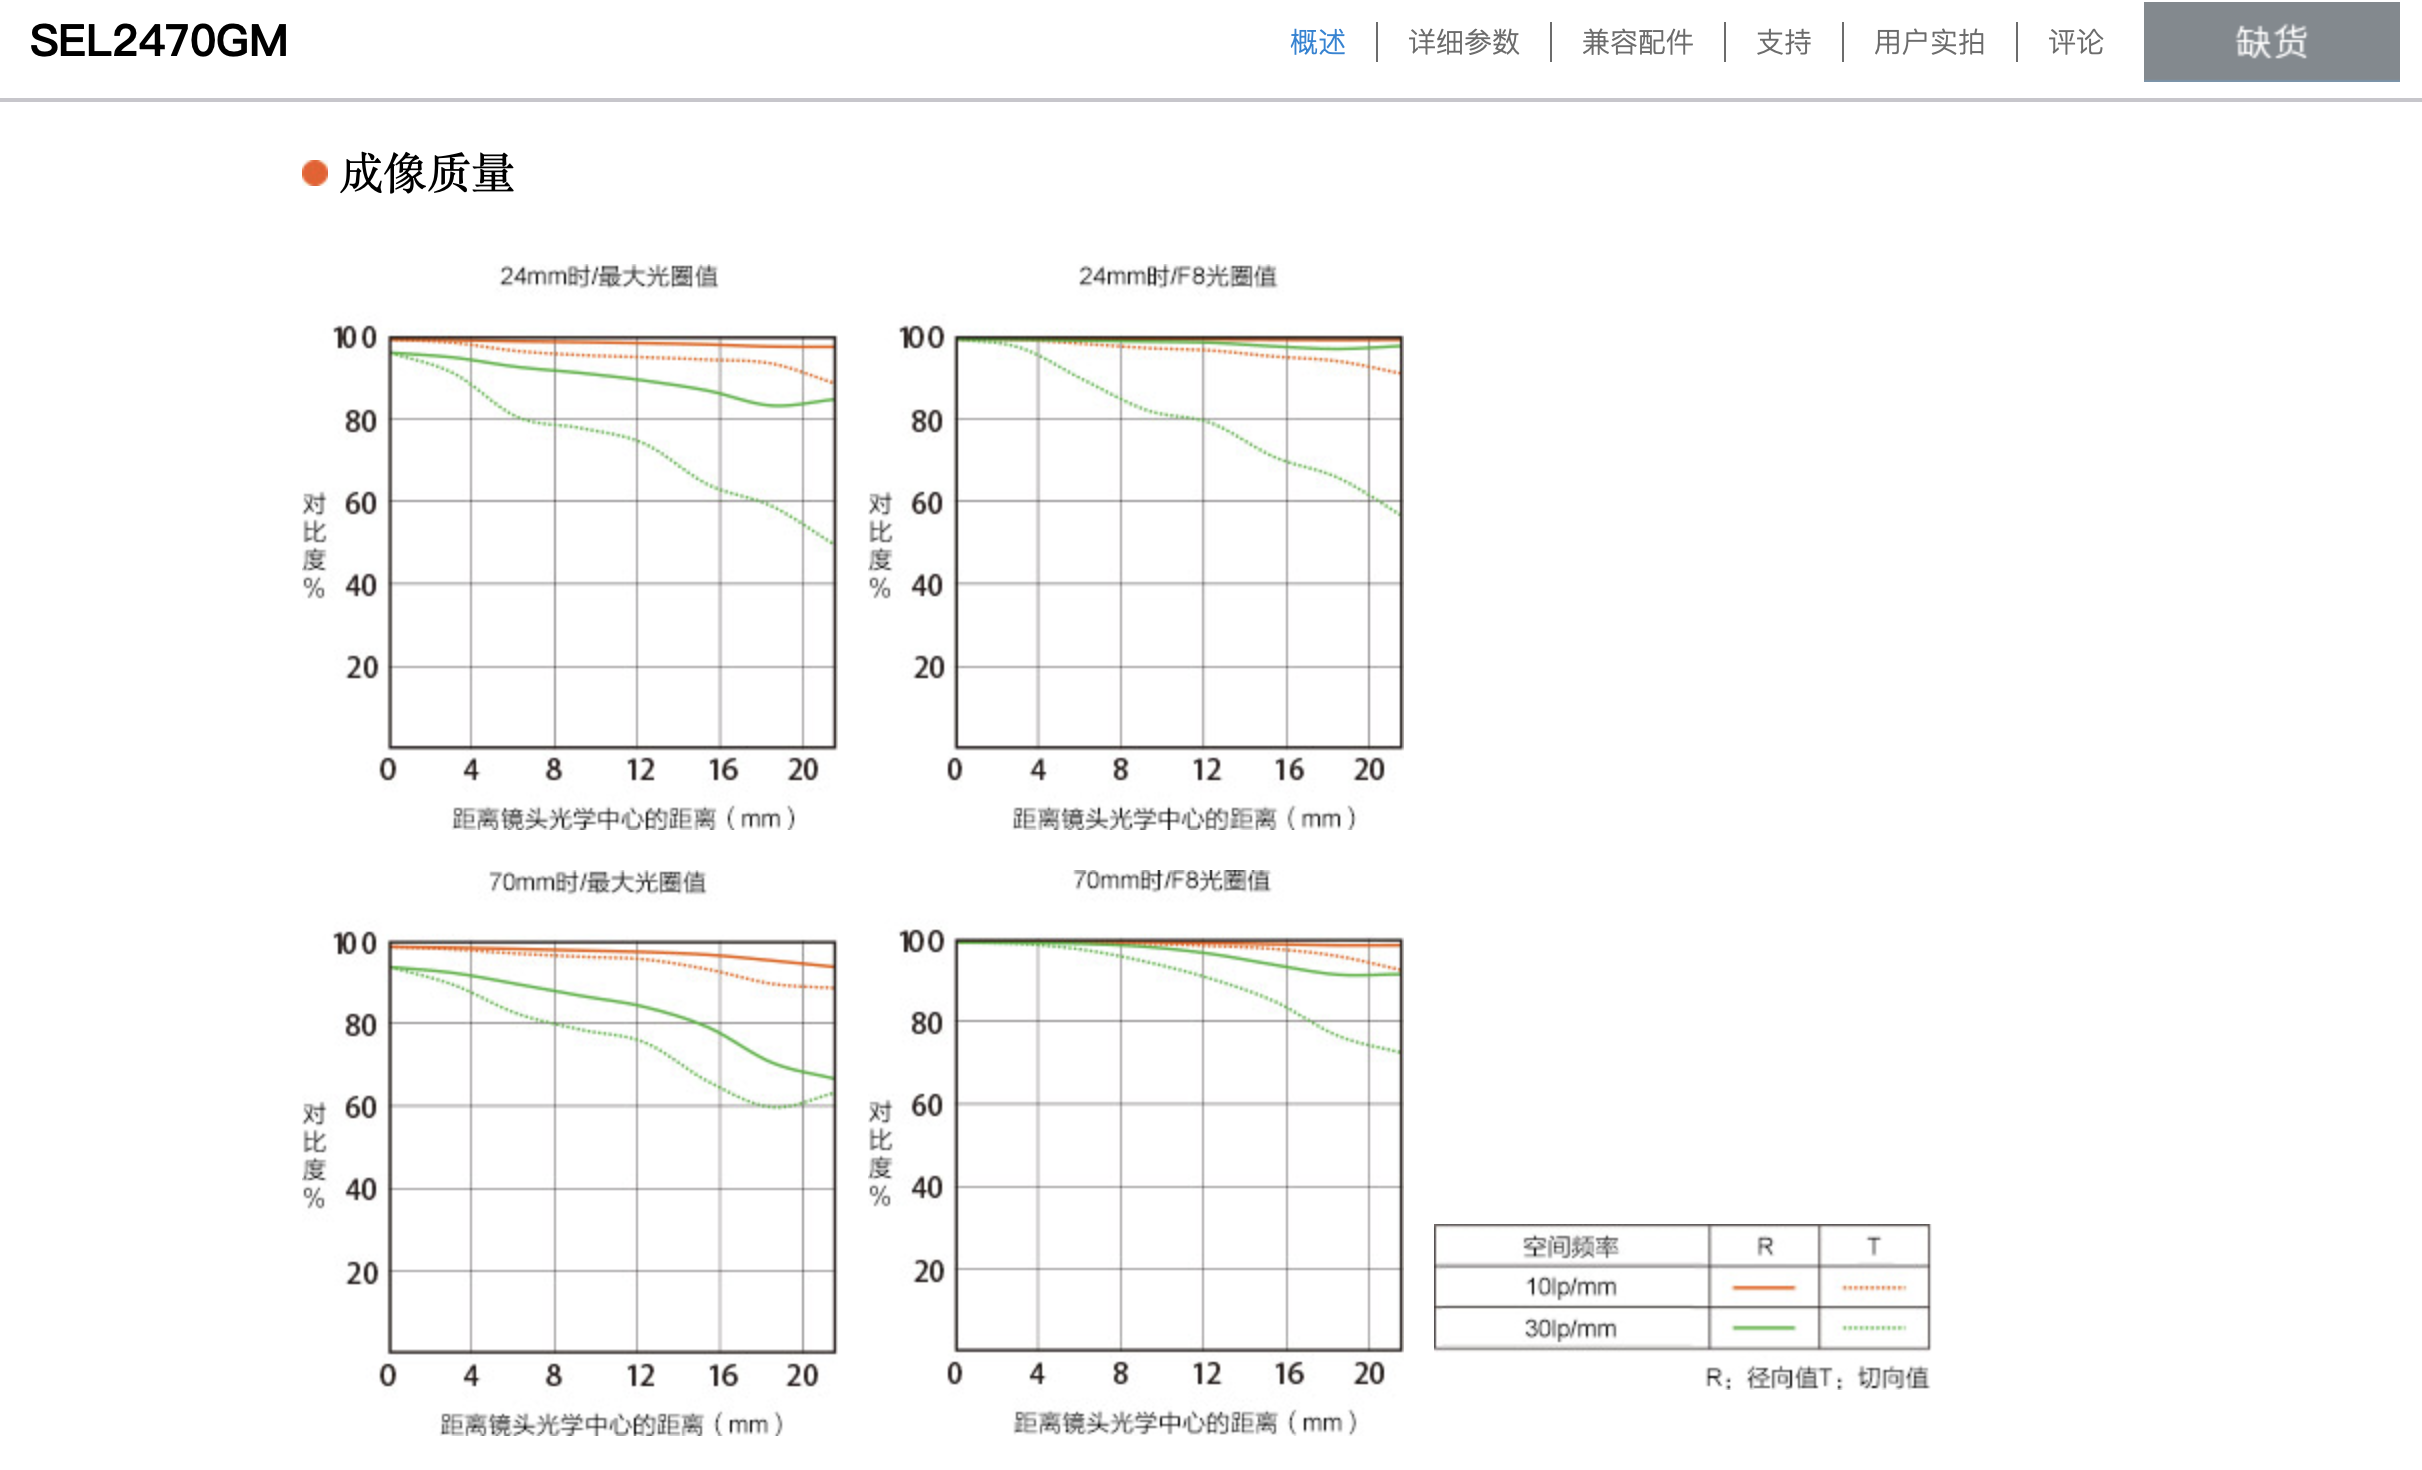 SEL2470GM
概述
详细参数
兼容配件
支持
用户实拍
评论
缺货
成像质量
24mm时/最大光圈值
100
80
60
40
20
对比度%
0 4 8 12 16 20
距离镜头光学中心的距离（mm）
24mm时/F8光圈值
100
80
60
40
20
对比度%
0 4 8 12 16 20
距离镜头光学中心的距离（mm）
70mm时/最大光圈值
100
80
60
40
20
对比度%
0 4 8 12 16 20
距离镜头光学中心的距离（mm）
70mm时/F8光圈值
100
80
60
40
20
对比度%
0 4 8 12 16 20
距离镜头光学中心的距离（mm）
空间频率 R T
10lp/mm
30lp/mm
R：径向值T：切向值